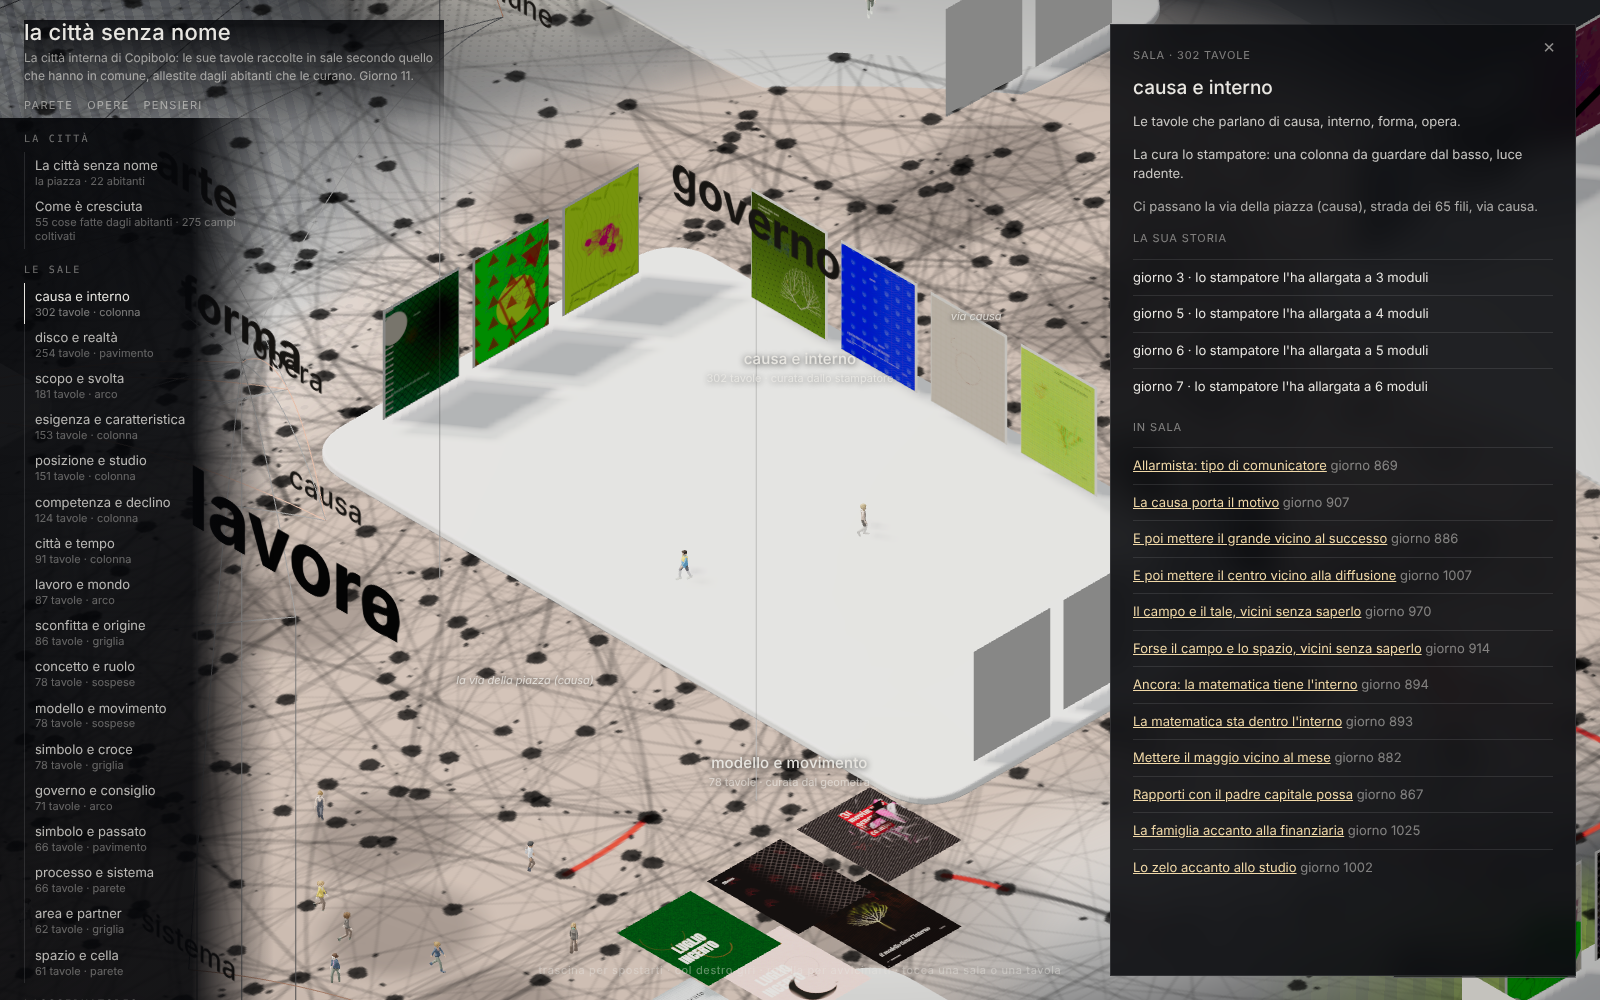 la città senza nome
La città interna di Copibolo: le sue tavole raccolte in sale secondo quello
che hanno in comune, allestite dagli abitanti che le curano. Giorno 11.
PARETE OPERE PENSIERI
LA CITTÀ
La città senza nome
la piazza · 22 abitanti
Come è cresciuta
55 cose fatte dagli abitanti · 275 campi
coltivati
LE SALE
causa e interno
302 tavole · colonna
disco e realtà
254 tavole · pavimento
scopo e svolta
181 tavole · arco
esigenza e caratteristica
153 tavole · colonna
posizione e studio
151 tavole · colonna
competenza e declino
124 tavole · colonna
città e tempo
91 tavole · colonna
lavoro e mondo
87 tavole · arco
sconfitta e origine
86 tavole · griglia
concetto e ruolo
78 tavole · sospese
modello e movimento
78 tavole · sospese
simbolo e croce
78 tavole · griglia
governo e consiglio
71 tavole · arco
simbolo e passato
66 tavole · pavimento
processo e sistema
66 tavole · parete
area e partner
62 tavole · griglia
spazio e cella
61 tavole · parete
arte
forma
opera
causa
lavoro
sistema
governo
via causa
causa e interno
302 tavole · curata dallo stampatore
la via della piazza (causa)
modello e movimento
78 tavole · curata dal geometra
LUGLIO
INCERTO
SALA · 302 TAVOLE
×
causa e interno
Le tavole che parlano di causa, interno, forma, opera.
La cura lo stampatore: una colonna da guardare dal basso, luce
radente.
Ci passano la via della piazza (causa), strada dei 65 fili, via causa.
LA SUA STORIA
giorno 3 · lo stampatore l'ha allargata a 3 moduli
giorno 5 · lo stampatore l'ha allargata a 4 moduli
giorno 6 · lo stampatore l'ha allargata a 5 moduli
giorno 7 · lo stampatore l'ha allargata a 6 moduli
IN SALA
Allarmista: tipo di comunicatore giorno 869
La causa porta il motivo giorno 907
E poi mettere il grande vicino al successo giorno 886
E poi mettere il centro vicino alla diffusione giorno 1007
Il campo e il tale, vicini senza saperlo giorno 970
Forse il campo e lo spazio, vicini senza saperlo giorno 914
Ancora: la matematica tiene l'interno giorno 894
La matematica sta dentro l'interno giorno 893
Mettere il maggio vicino al mese giorno 882
Rapporti con il padre capitale possa giorno 867
La famiglia accanto alla finanziaria giorno 1025
Lo zelo accanto allo studio giorno 1002